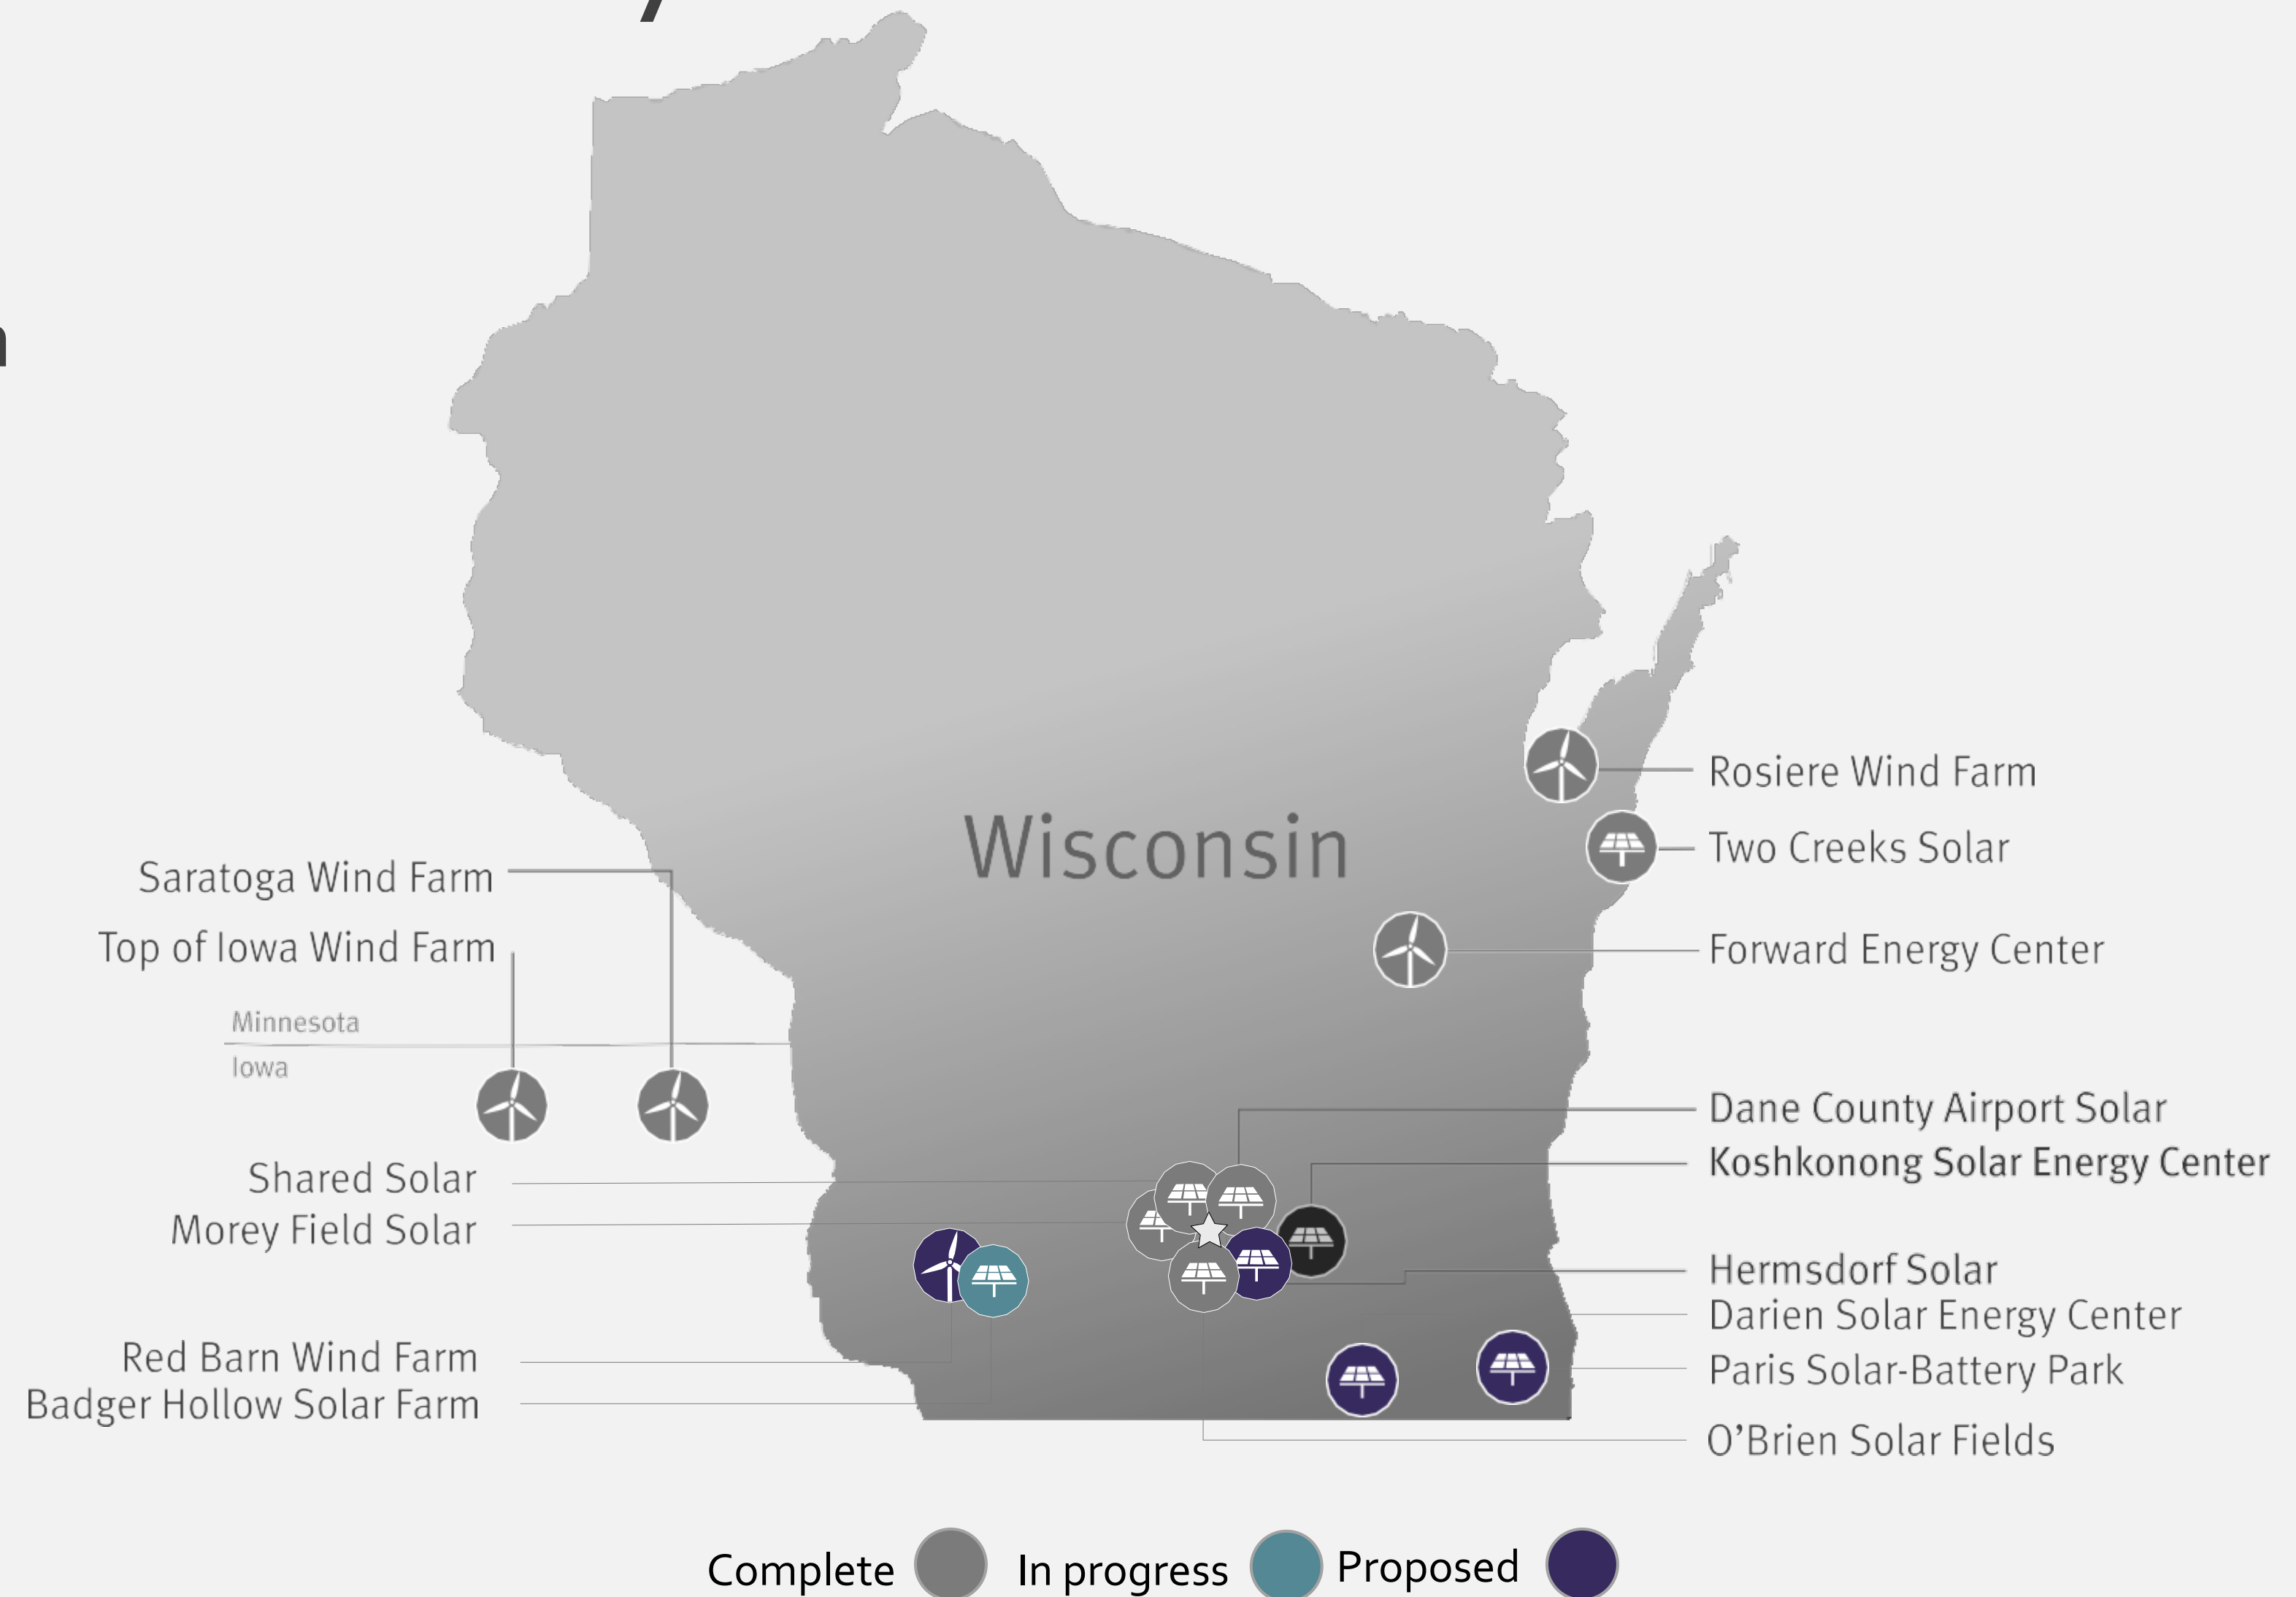 Wisconsin
Rosiere Wind Farm
Two Creeks Solar
Saratoga Wind Farm
Top of Iowa Wind Farm
Forward Energy Center
Minnesota
Iowa
Dane County Airport Solar
Koshkonong Solar Energy Center
Shared Solar
Morey Field Solar
Hermsdorf Solar
Darien Solar Energy Center
Red Barn Wind Farm
Paris Solar-Battery Park
Badger Hollow Solar Farm
O’Brien Solar Fields
Complete In progress Proposed